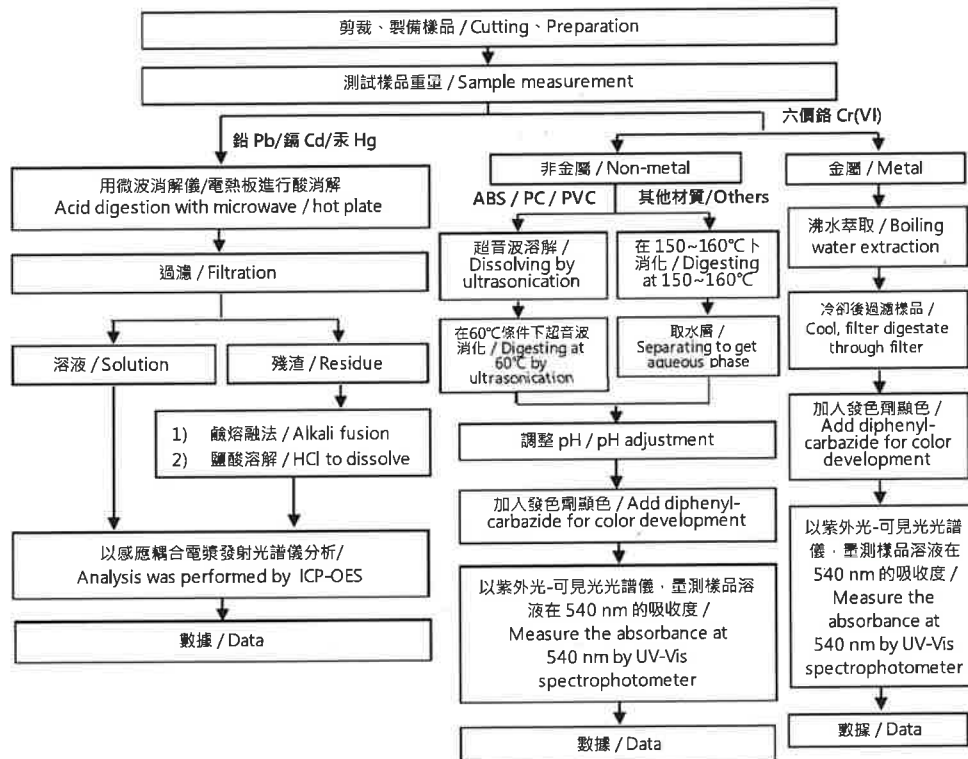 剪裁、製備樣品 / Cutting、Preparation
測試樣品重量 / Sample measurement
鉛 Pb/鎘 Cd/汞 Hg
用微波消解儀/電熱板進行酸消解
Acid digestion with microwave / hot plate
過濾 / Filtration
溶液 / Solution
殘渣 / Residue
1) 鹼熔融法 / Alkali fusion
2) 鹽酸溶解 / HCl to dissolve
以感應耦合電漿發射光譜儀分析/
Analysis was performed by ICP-OES
數據 / Data
六價鉻 Cr(VI)
非金屬 / Non-metal
ABS / PC / PVC
超音波溶解 /
Dissolving by
ultrasonication
在60℃條件下超音波
消化 / Digesting at
60℃ by
ultrasonication
其他材質/Others
在 150~160℃下
消化 / Digesting
at 150~160℃
取水層 /
Separating to get
aqueous phase
調整 pH / pH adjustment
加入發色劑顯色 / Add diphenyl-
carbazide for color development
以紫外光-可見光光譜儀，量測樣品溶
液在 540 nm 的吸收度 /
Measure the absorbance at
540 nm by UV-Vis
spectrophotometer
數據 / Data
金屬 / Metal
沸水萃取 / Boiling
water extraction
冷卻後過濾樣品 /
Cool, filter digestate
through filter
加入發色劑顯色 /
Add diphenyl-
carbazide for color
development
以紫外光-可見光光譜
儀，量測樣品溶液在
540 nm 的吸收度 /
Measure the
absorbance at
540 nm by UV-Vis
spectrophotometer
數據 / Data